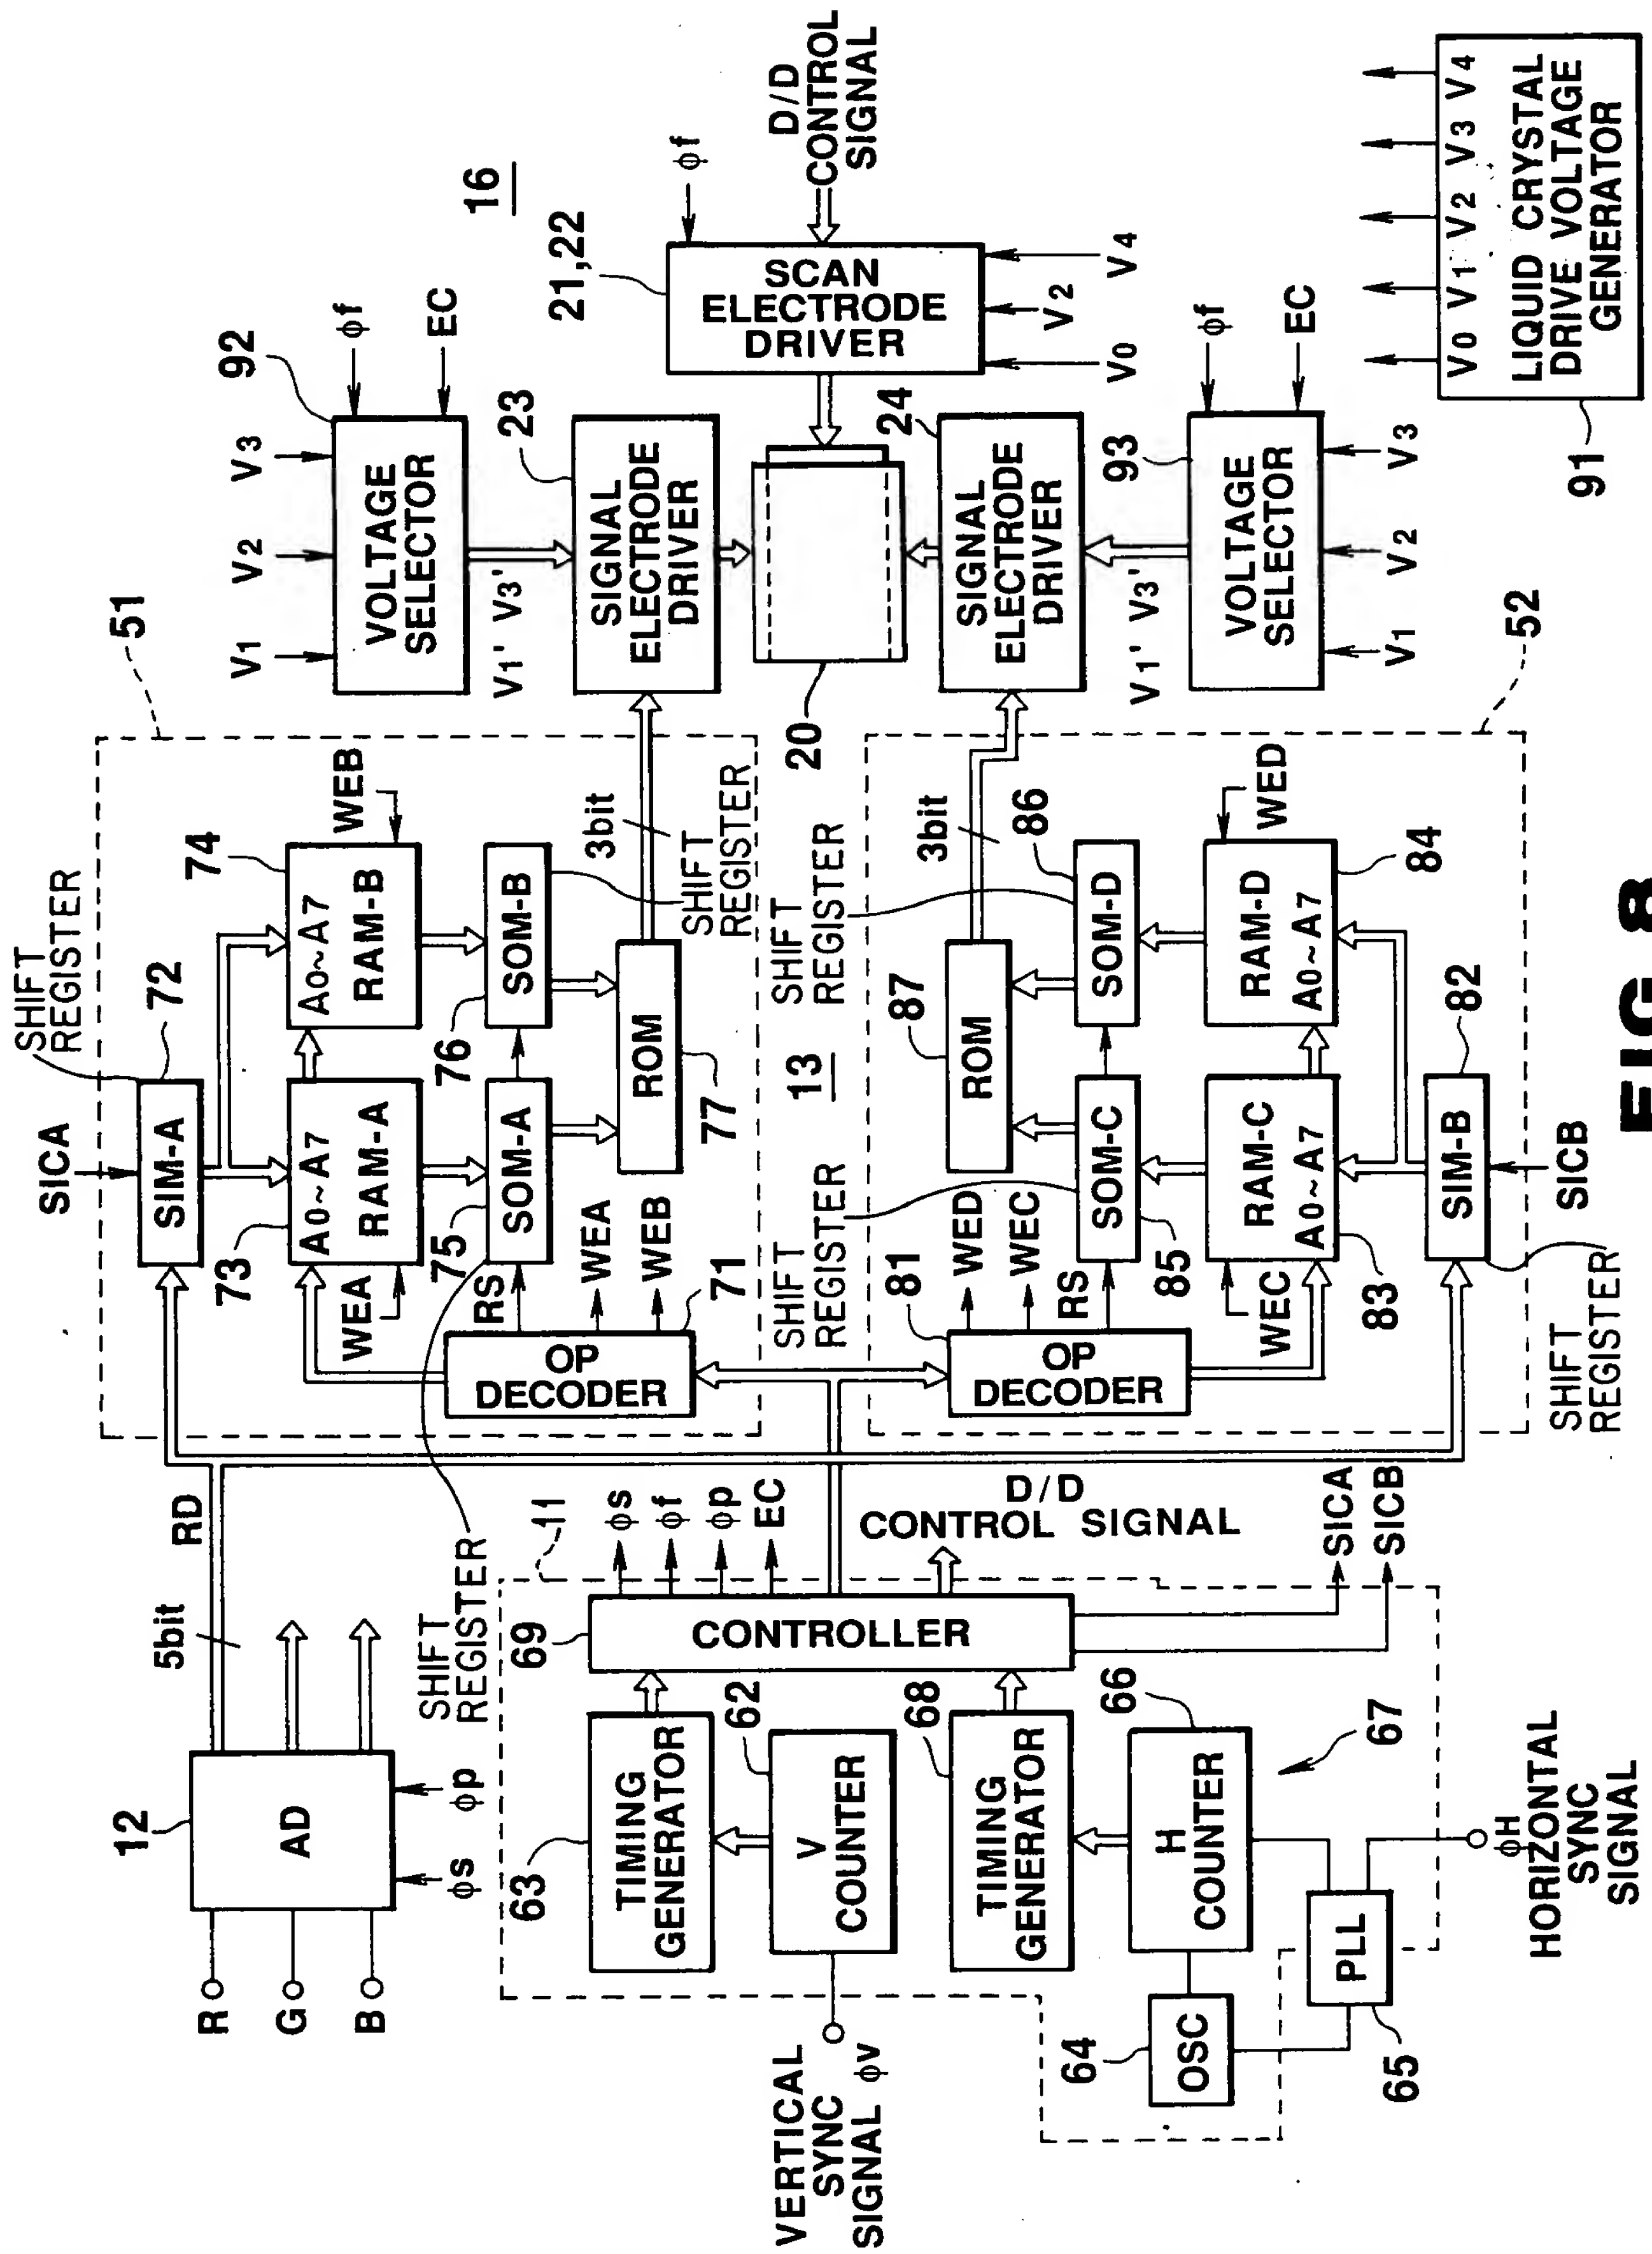 R
G
B
12
AD
ϕs
ϕp
5bit
RD
SHIFT
REGISTER
SICA
SIM-A
72
73
A0~A7
RAM-A
WEA
74
A0~A7
RAM-B
WEB
75
SOM-A
76
SOM-B
RS
WEA
WEB
OP
DECODER
71
ROM
77
3bit
SHIFT
REGISTER
SHIFT
REGISTER
51
V1
V2
V3
92
VOLTAGE
SELECTOR
ϕf
EC
V1' V3'
23
SIGNAL
ELECTRODE
DRIVER
16
21,22
SCAN
ELECTRODE
DRIVER
ϕf
D/D
CONTROL
SIGNAL
V0
V2
V4
20
24
SIGNAL
ELECTRODE
DRIVER
V1' V3'
93
VOLTAGE
SELECTOR
ϕf
EC
V1
V2
V3
V0 V1 V2 V3 V4
LIQUID CRYSTAL
DRIVE VOLTAGE
GENERATOR
91
13
SHIFT
REGISTER
SHIFT
REGISTER
81
OP
DECODER
WED
WEC
RS
87
ROM
3bit
86
SOM-C
SOM-D
85
WEC
RAM-C
A0~A7
83
WED
RAM-D
A0~A7
84
SIM-B
82
SICB
SHIFT
REGISTER
52
11
ϕs
ϕf
ϕp
EC
D/D
CONTROL SIGNAL
SICA
SICB
69
CONTROLLER
63
TIMING
GENERATOR
62
V
COUNTER
68
TIMING
GENERATOR
66
H
COUNTER
67
64
OSC
PLL
65
VERTICAL
SYNC
SIGNAL ϕV
ϕH
HORIZONTAL
SYNC
SIGNAL
FIG.8